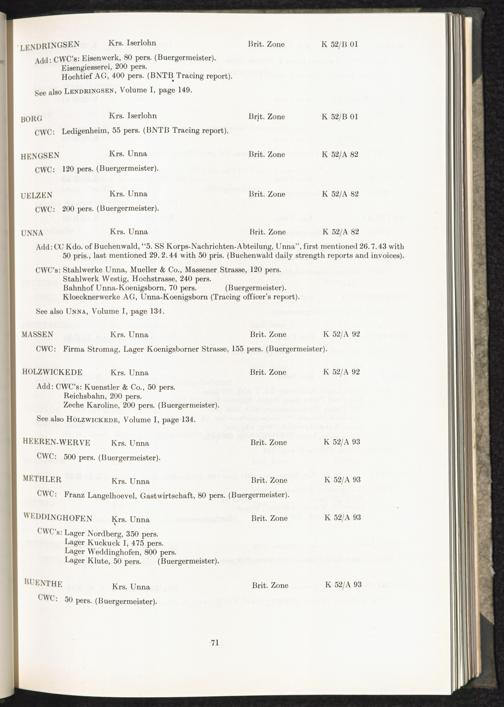 LENDRINGSEN Krs. Iserlohn Brit. Zone K 52/B 01
Add: CWC's: Eisenwerk, 80 pers. (Buergermeister).
Eisengiesserei, 200 pers.
Hochtief AG, 400 pers. (BNTB Tracing report).
See also LENDRINGSEN, Volume I, page 149.
BORG Krs. Iserlohn Brit. Zone K 52/B 01
CWC: Ledigenheim, 55 pers. (BNTB Tracing report).
HENGSEN Krs. Unna Brit. Zone K 52/A 82
CWC: 120 pers. (Buergermeister).
UELZEN Krs. Unna Brit. Zone K 52/A 82
CWC: 200 pers. (Buergermeister).
UNNA Krs. Unna Brit. Zone K 52/A 82
Add: CC Kdo. of Buchenwald, "5. SS Korps-Nachrichten-Abteilung, Unna", first mentioned 26.7.43 with
50 pris., last mentioned 29.2.44 with 50 pris. (Buchenwald daily strength reports and invoices).
CWC's: Stahlwerke Unna, Mueller & Co., Massener Strasse, 120 pers.
Stahlwerk Westig, Hochstrasse, 240 pers.
Bahnhof Unna-Koenigsborn, 70 pers. (Buergermeister).
Kloecknerwerke AG, Unna-Koenigsborn (Tracing officer's report).
See also UNNA, Volume I, page 134.
MASSEN Krs. Unna Brit. Zone K 52/A 92
CWC: Firma Stromag, Lager Koenigsborner Strasse, 155 pers. (Buergermeister).
HOLZWICKEDE Krs. Unna Brit. Zone K 52/A 92
Add: CWC's: Kuenstler & Co., 50 pers.
Reichsbahn, 200 pers.
Zeche Karoline, 200 pers. (Buergermeister).
See also HOLZWICKEDE, Volume I, page 134.
HEEREN-WERVE Krs. Unna Brit. Zone K 52/A 93
CWC: 500 pers. (Buergermeister).
METHLER Krs. Unna Brit. Zone K 52/A 93
CWC: Franz Langelhoevel, Gastwirtschaft, 80 pers. (Buergermeister).
WEDDINGHOFEN Krs. Unna Brit. Zone K 52/A 93
CWC's: Lager Nordberg, 350 pers.
Lager Kuckuck I, 475 pers.
Lager Weddinghofen, 800 pers.
Lager Klute, 50 pers. (Buergermeister).
RUENTHE Krs. Unna Brit. Zone K 52/A 93
CWC: 50 pers. (Buergermeister).
71